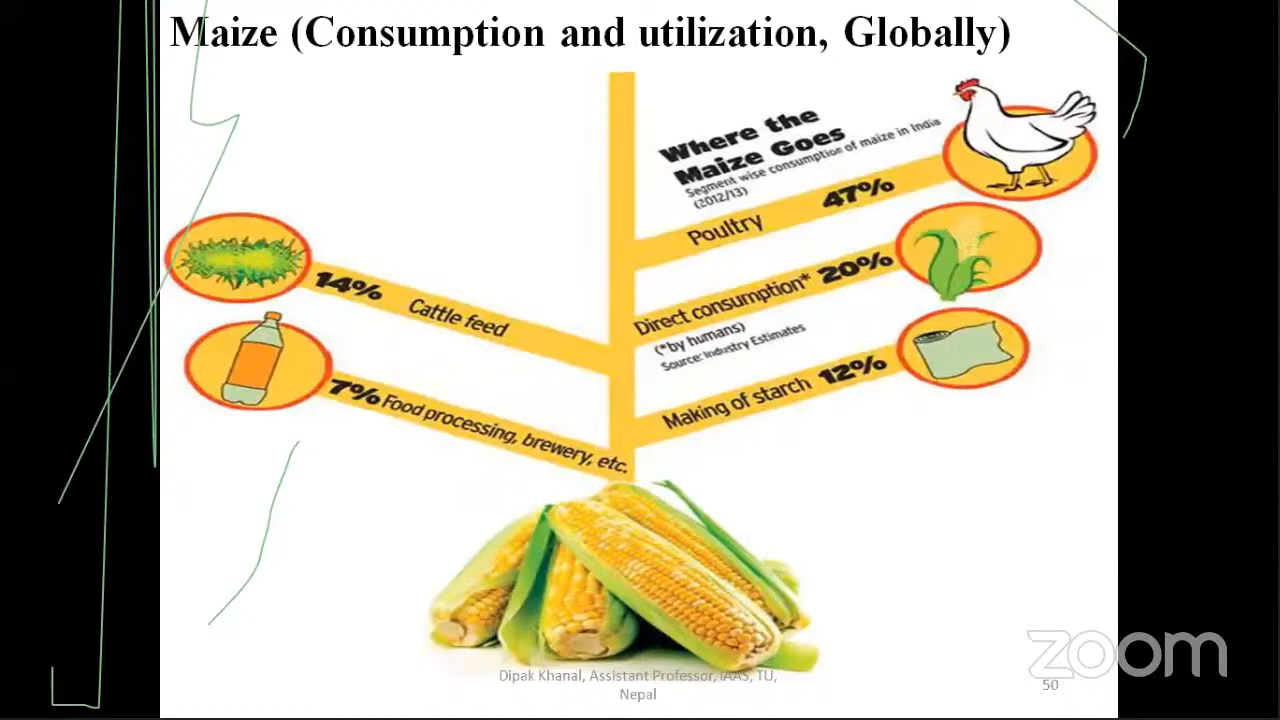 Maize (Consumption and utilization, Globally)
Where the
Maize Goes
Segment wise consumption of maize in India
(2012/13)
Poultry 47%
Direct consumption* 20%
(*by humans)
Source: Industry Estimates
Making of starch 12%
14% Cattle feed
7% Food processing, brewery, etc.
Dipak Khanal, Assistant Professor, IAAS, TU,
Nepal
50
zoom